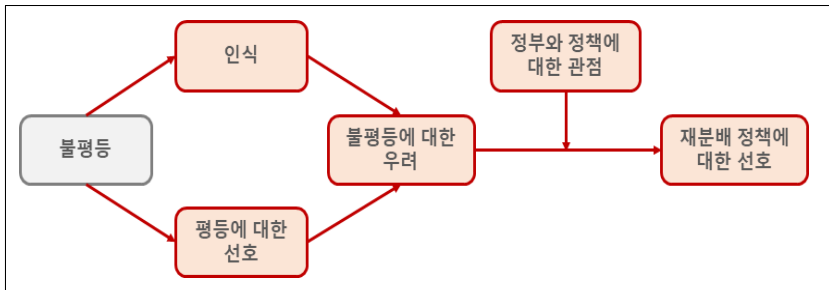 인식
정부와 정책에
대한 관점
불평등
불평등에 대한
우려
재분배 정책에
대한 선호
평등에 대한
선호